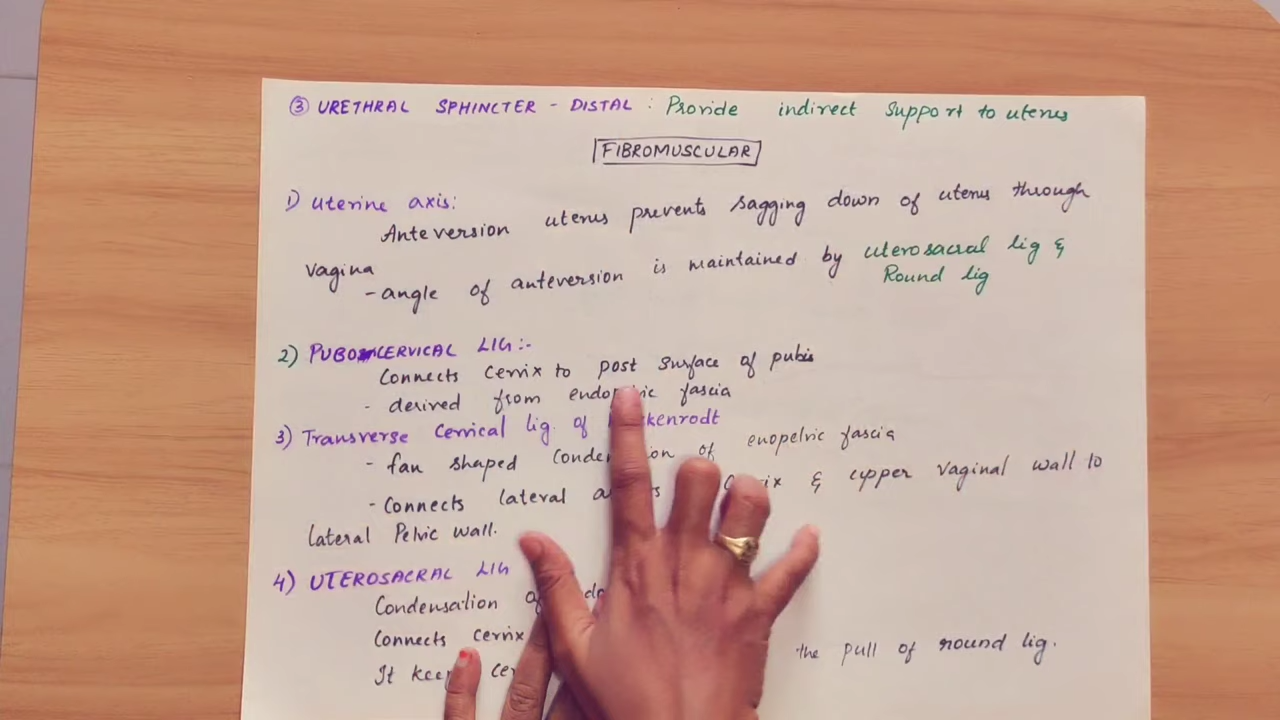 ③ URETHRAL SPHINCTER - DISTAL : Provide indirect support to uterus
FIBROMUSCULAR
1) Uterine axis:
Anteversion uterus prevents sagging down of uterus through
vagina
- angle of anteversion is maintained by uterosacral lig &
Round lig
2) PUBOCERVICAL LIG:-
Connects cervix to post surface of pubis
- derived from fascia
3) Transverse cervical lig. of
- fan shaped of enopelvic fascia
- Connects lateral & upper vaginal wall to
lateral Pelvic wall.
4) UTEROSACRAL LIG
Condensation
Connects cervix
It the pull of round lig.